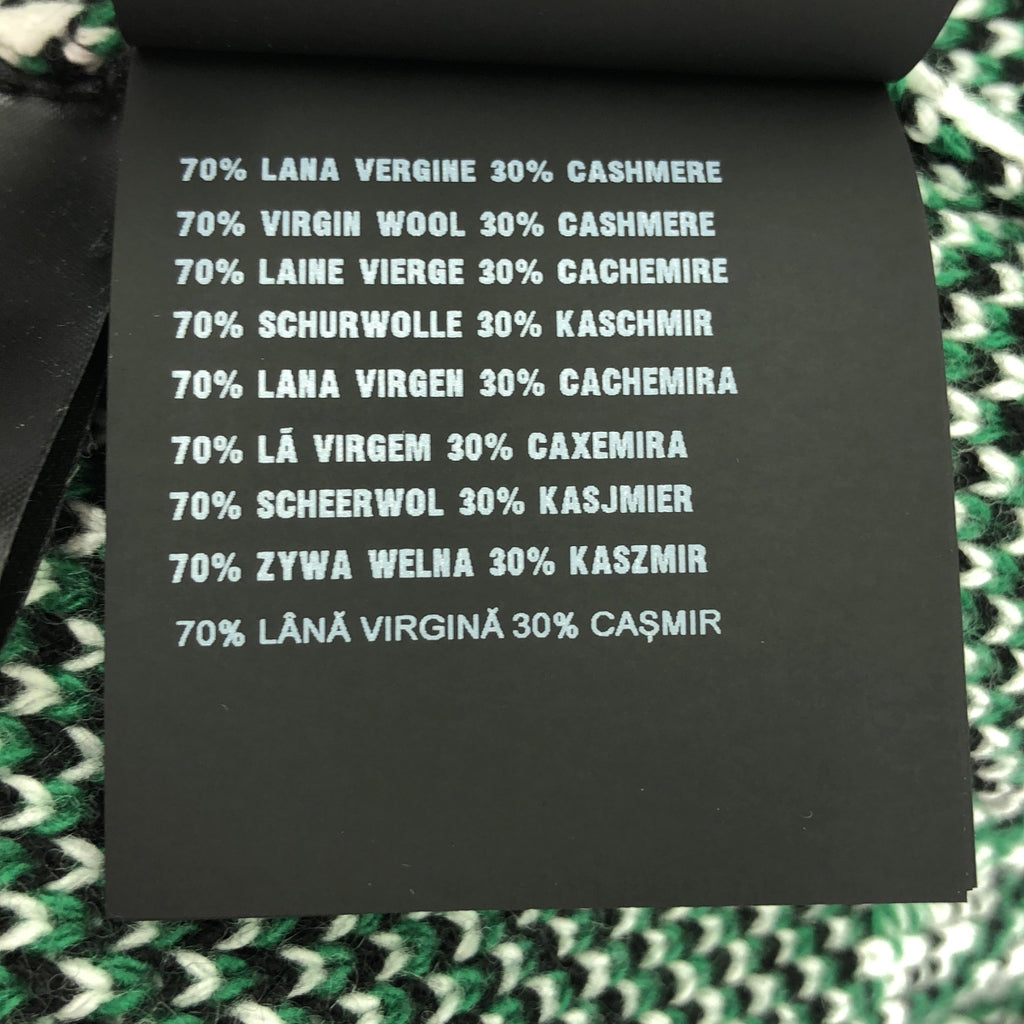 70% LANA VERGINE 30% CASHMERE
70% VIRGIN WOOL 30% CASHMERE
70% LAINE VIERGE 30% CACHEMIRE
70% SCHURWOLLE 30% KASCHMIR
70% LANA VIRGEN 30% CACHEMIRA
70% LÃ VIRGEM 30% CAXEMIRA
70% SCHEERWOL 30% KASJMIER
70% ZYWA WELNA 30% KASZMIR
70% LÂNĂ VIRGINĂ 30% CAȘMIR